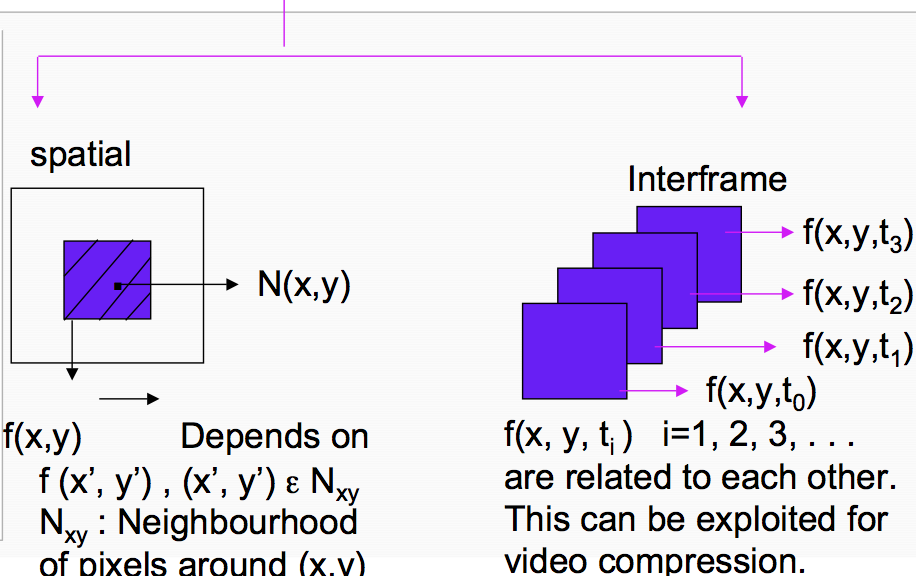 spatial
N(x,y)
f(x,y) Depends on
f (x’, y’) , (x’, y’) ε Nxy
Nxy : Neighbourhood
of pixels around (x,y)
Interframe
f(x,y,t3)
f(x,y,t2)
f(x,y,t1)
f(x,y,t0)
f(x, y, ti ) i=1, 2, 3, . . .
are related to each other.
This can be exploited for
video compression.